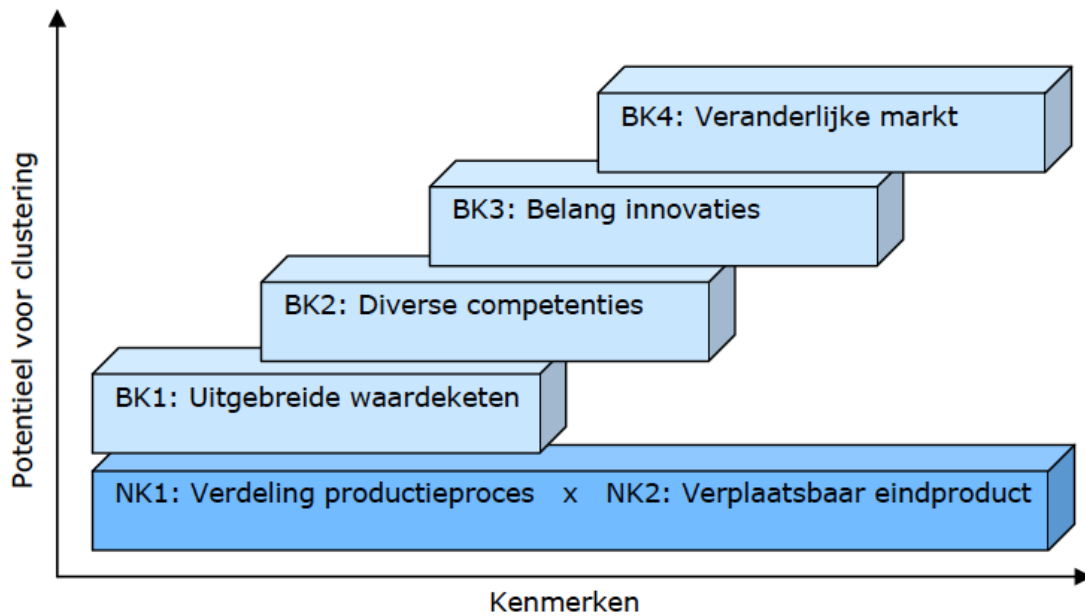 Potentieel voor clustering
BK4: Veranderlijke markt
BK3: Belang innovaties
BK2: Diverse competenties
BK1: Uitgebreide waardeketen
NK1: Verdeling productieproces x NK2: Verplaatsbaar eindproduct
Kenmerken